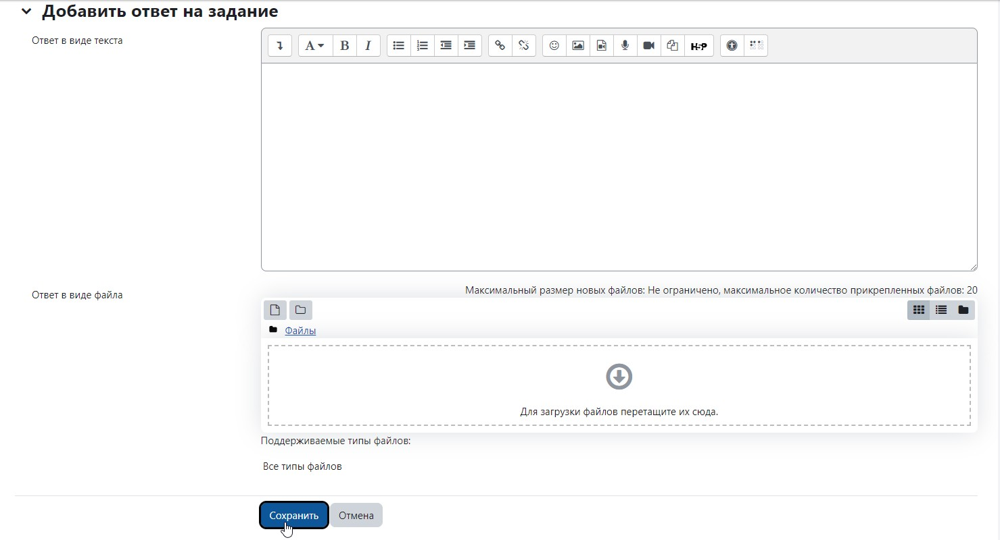 Добавить ответ на задание
Ответ в виде текста
A B I
H5P
Ответ в виде файла
Максимальный размер новых файлов: Не ограничено, максимальное количество прикрепленных файлов: 20
Файлы
Для загрузки файлов перетащите их сюда.
Поддерживаемые типы файлов:
Все типы файлов
Сохранить Отмена